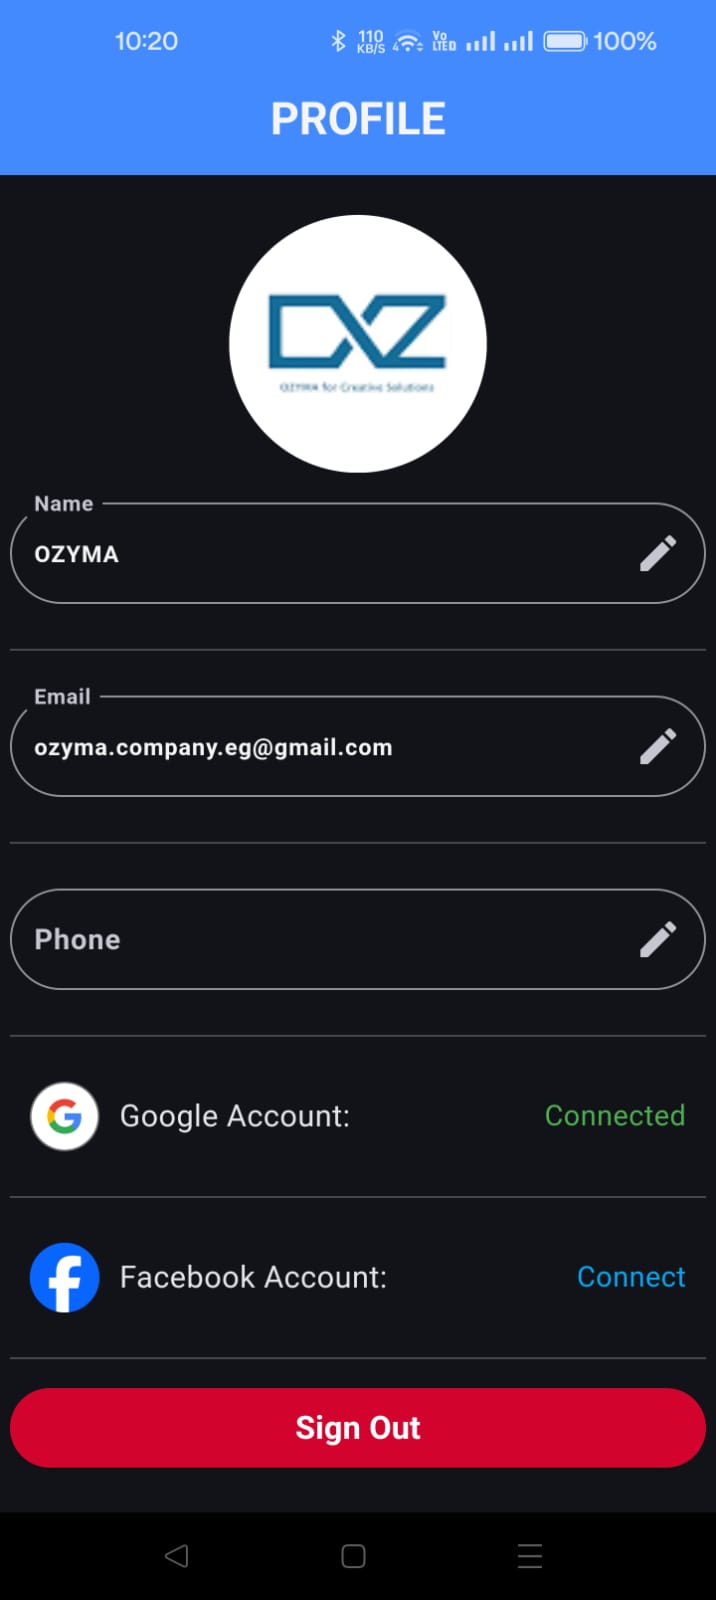 10:20 110 KB/S 4 Vo LTE 100%
PROFILE
OZYMA for Creative Solutions
Name
OZYMA
Email
ozyma.company.eg@gmail.com
Phone
Google Account: Connected
Facebook Account: Connect
Sign Out